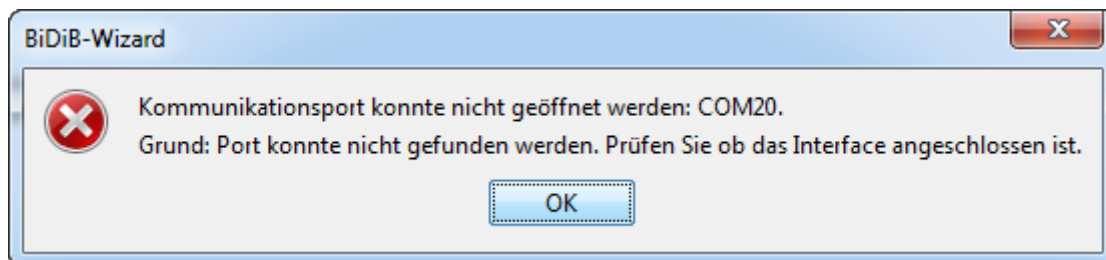 BiDiB-Wizard
Kommunikationsport konnte nicht geöffnet werden: COM20.
Grund: Port konnte nicht gefunden werden. Prüfen Sie ob das Interface angeschlossen ist.
OK